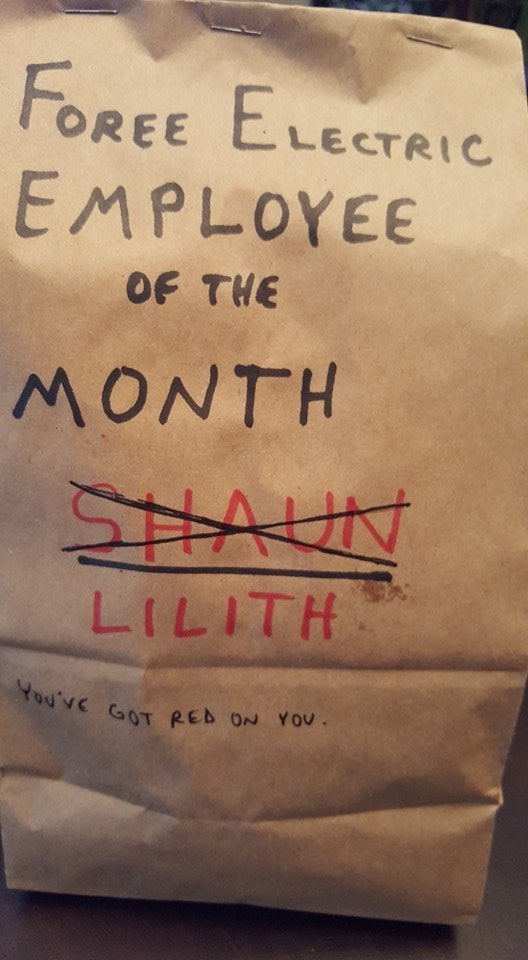 FOREE ELECTRIC
EMPLOYEE
OF THE
MONTH
SHAUN
LILITH
YOU'VE GOT RED ON YOU.